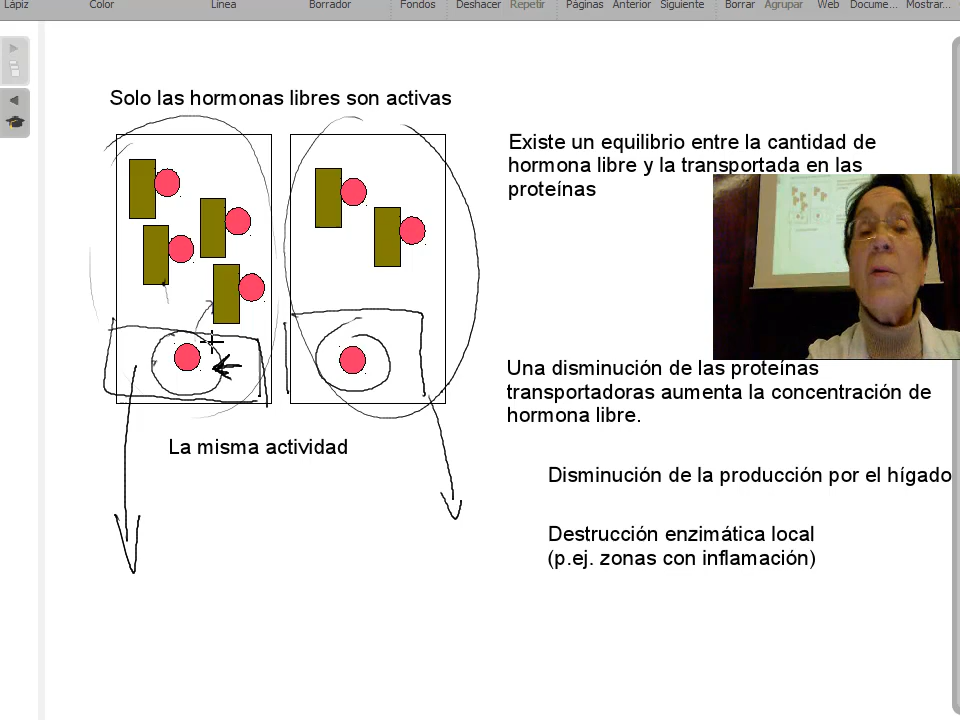 Lápiz Color Línea Borrador Fondos Deshacer Repetir Páginas Anterior Siguiente Borrar Agrupar Web Docume... Mostrar...
Solo las hormonas libres son activas
Existe un equilibrio entre la cantidad de
hormona libre y la transportada en las
proteínas
Una disminución de las proteínas
transportadoras aumenta la concentración de
hormona libre.
La misma actividad
Disminución de la producción por el hígado
Destrucción enzimática local
(p.ej. zonas con inflamación)